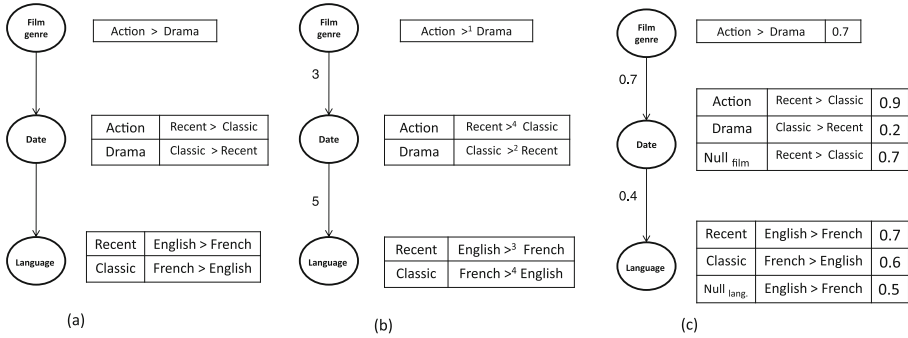 Film genre
Action > Drama
Date
Action Recent > Classic
Drama Classic > Recent
Language
Recent English > French
Classic French > English
(a)
Film genre
Action >¹ Drama
3
Date
Action Recent >⁴ Classic
Drama Classic >² Recent
5
Language
Recent English >³ French
Classic French >⁴ English
(b)
Film genre
Action > Drama 0.7
0.7
Date
Action Recent > Classic 0.9
Drama Classic > Recent 0.2
Null film Recent > Classic 0.7
0.4
Language
Recent English > French 0.7
Classic French > English 0.6
Null lang. English > French 0.5
(c)